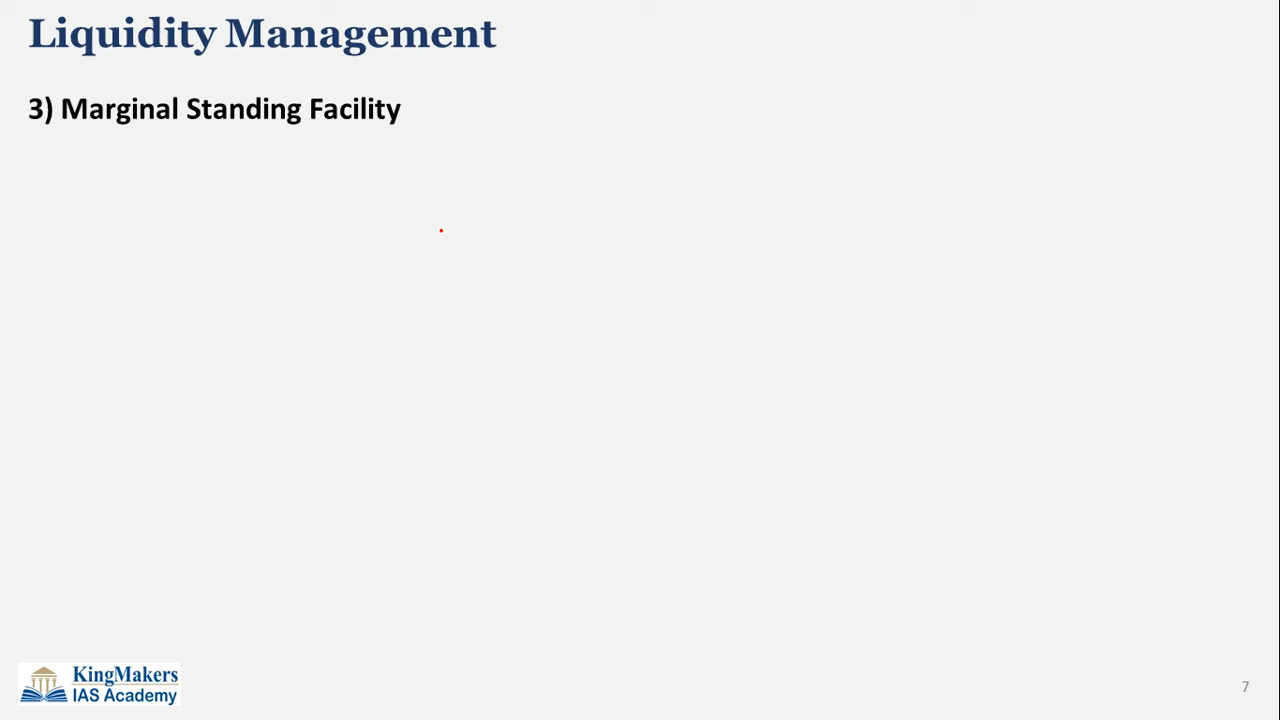 Liquidity Management
3) Marginal Standing Facility
KingMakers
IAS Academy
7